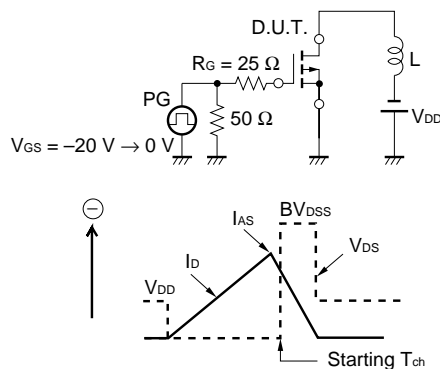 D.U.T.
RG = 25 Ω
L
PG
50 Ω
VDD
VGS = −20 V → 0 V
−
IAS
BVDSS
ID
VDS
VDD
Starting Tch